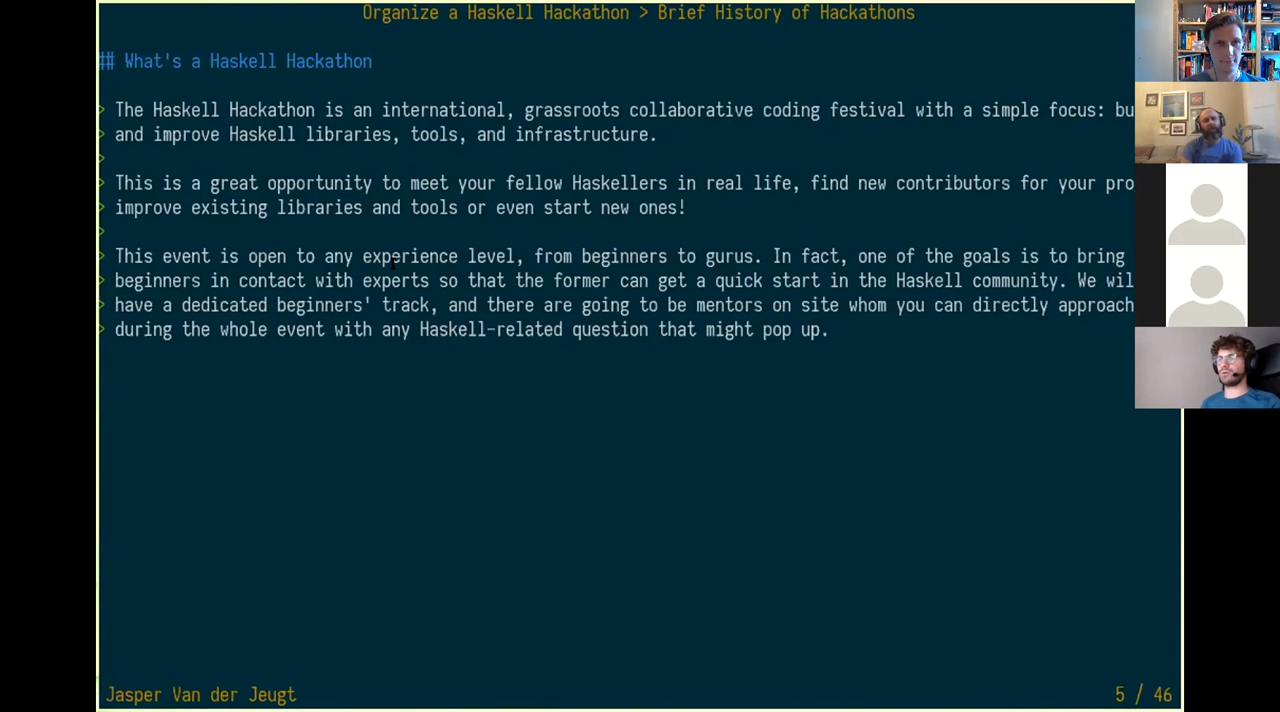 Organize a Haskell Hackathon > Brief History of Hackathons
## What's a Haskell Hackathon
> The Haskell Hackathon is an international, grassroots collaborative coding festival with a simple focus: bu
> and improve Haskell libraries, tools, and infrastructure.
>
> This is a great opportunity to meet your fellow Haskellers in real life, find new contributors for your pro
> improve existing libraries and tools or even start new ones!
>
> This event is open to any experience level, from beginners to gurus. In fact, one of the goals is to bring
> beginners in contact with experts so that the former can get a quick start in the Haskell community. We wil
> have a dedicated beginners' track, and there are going to be mentors on site whom you can directly approach
> during the whole event with any Haskell-related question that might pop up.
Jasper Van der Jeugt
5 / 46